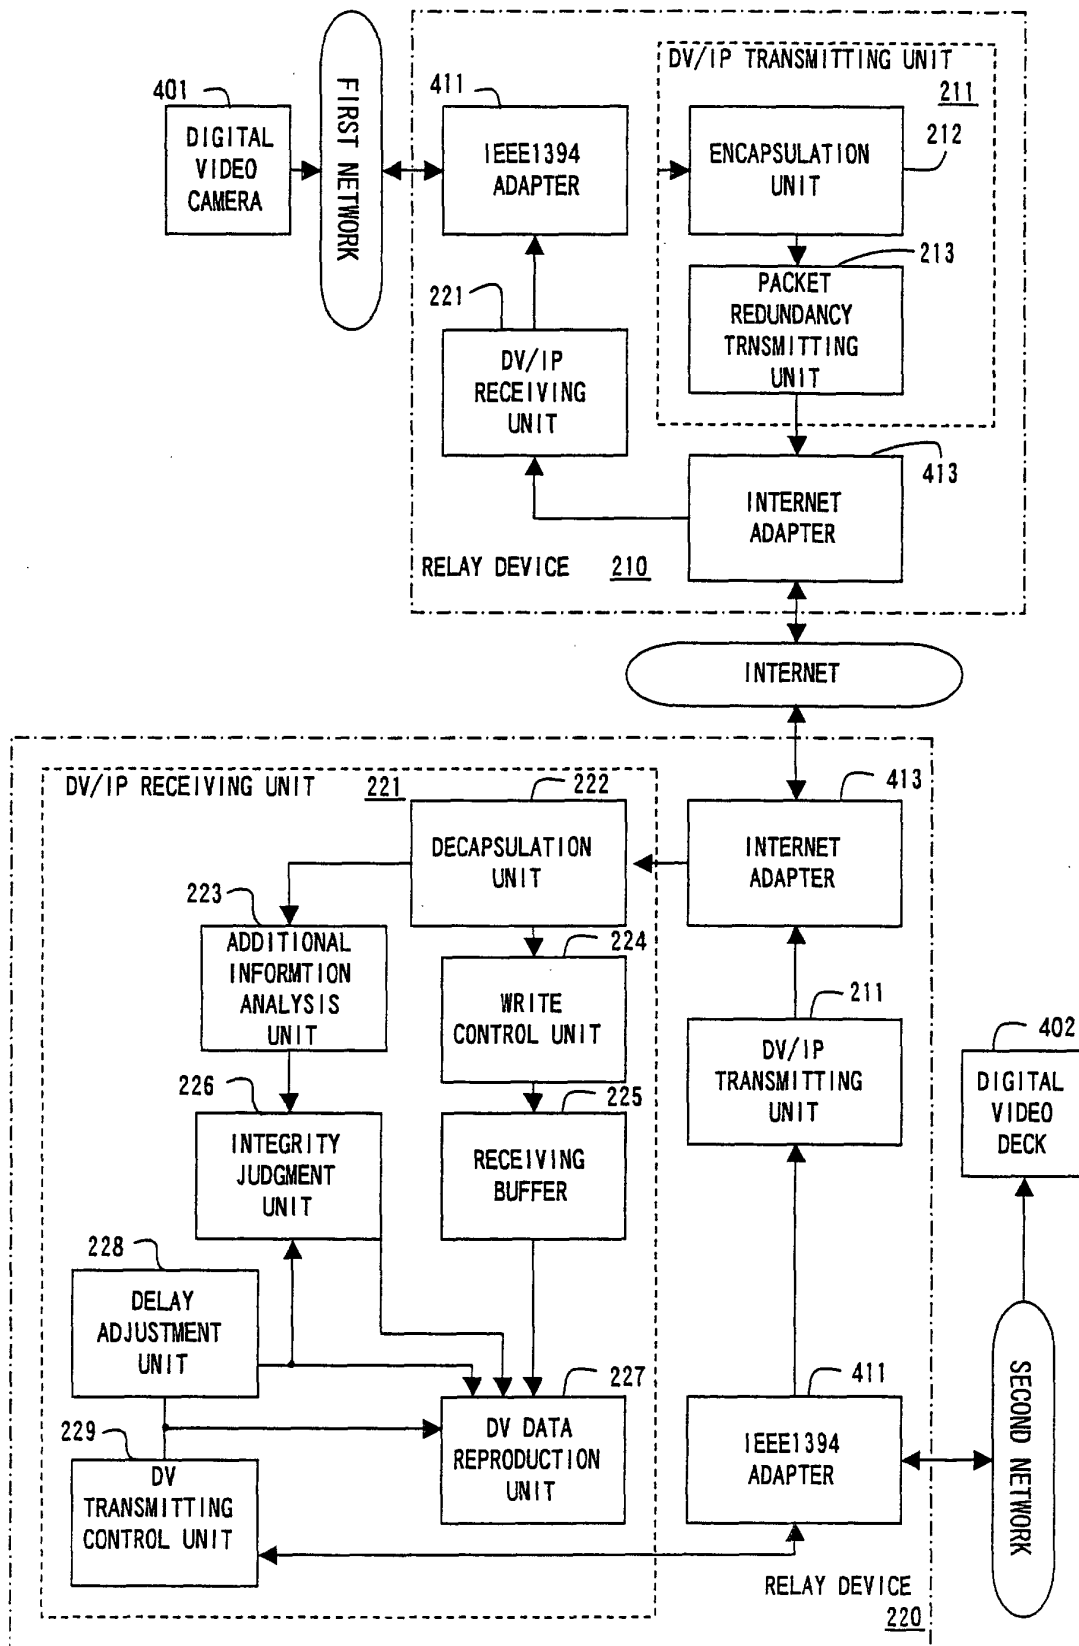 401
DIGITAL
VIDEO
CAMERA
FIRST NETWORK
411
IEEE1394
ADAPTER
221
DV/IP
RECEIVING
UNIT
DV/IP TRANSMITTING UNIT
211
ENCAPSULATION
UNIT
212
213
PACKET
REDUNDANCY
TRNSMITTING
UNIT
413
INTERNET
ADAPTER
RELAY DEVICE 210
INTERNET
DV/IP RECEIVING UNIT 221
222
DECAPSULATION
UNIT
413
INTERNET
ADAPTER
223
ADDITIONAL
INFORMTION
ANALYSIS
UNIT
224
WRITE
CONTROL UNIT
211
DV/IP
TRANSMITTING
UNIT
402
DIGITAL
VIDEO
DECK
226
INTEGRITY
JUDGMENT
UNIT
225
RECEIVING
BUFFER
228
DELAY
ADJUSTMENT
UNIT
227
DV DATA
REPRODUCTION
UNIT
411
IEEE1394
ADAPTER
SECOND NETWORK
229
DV
TRANSMITTING
CONTROL UNIT
RELAY DEVICE
220